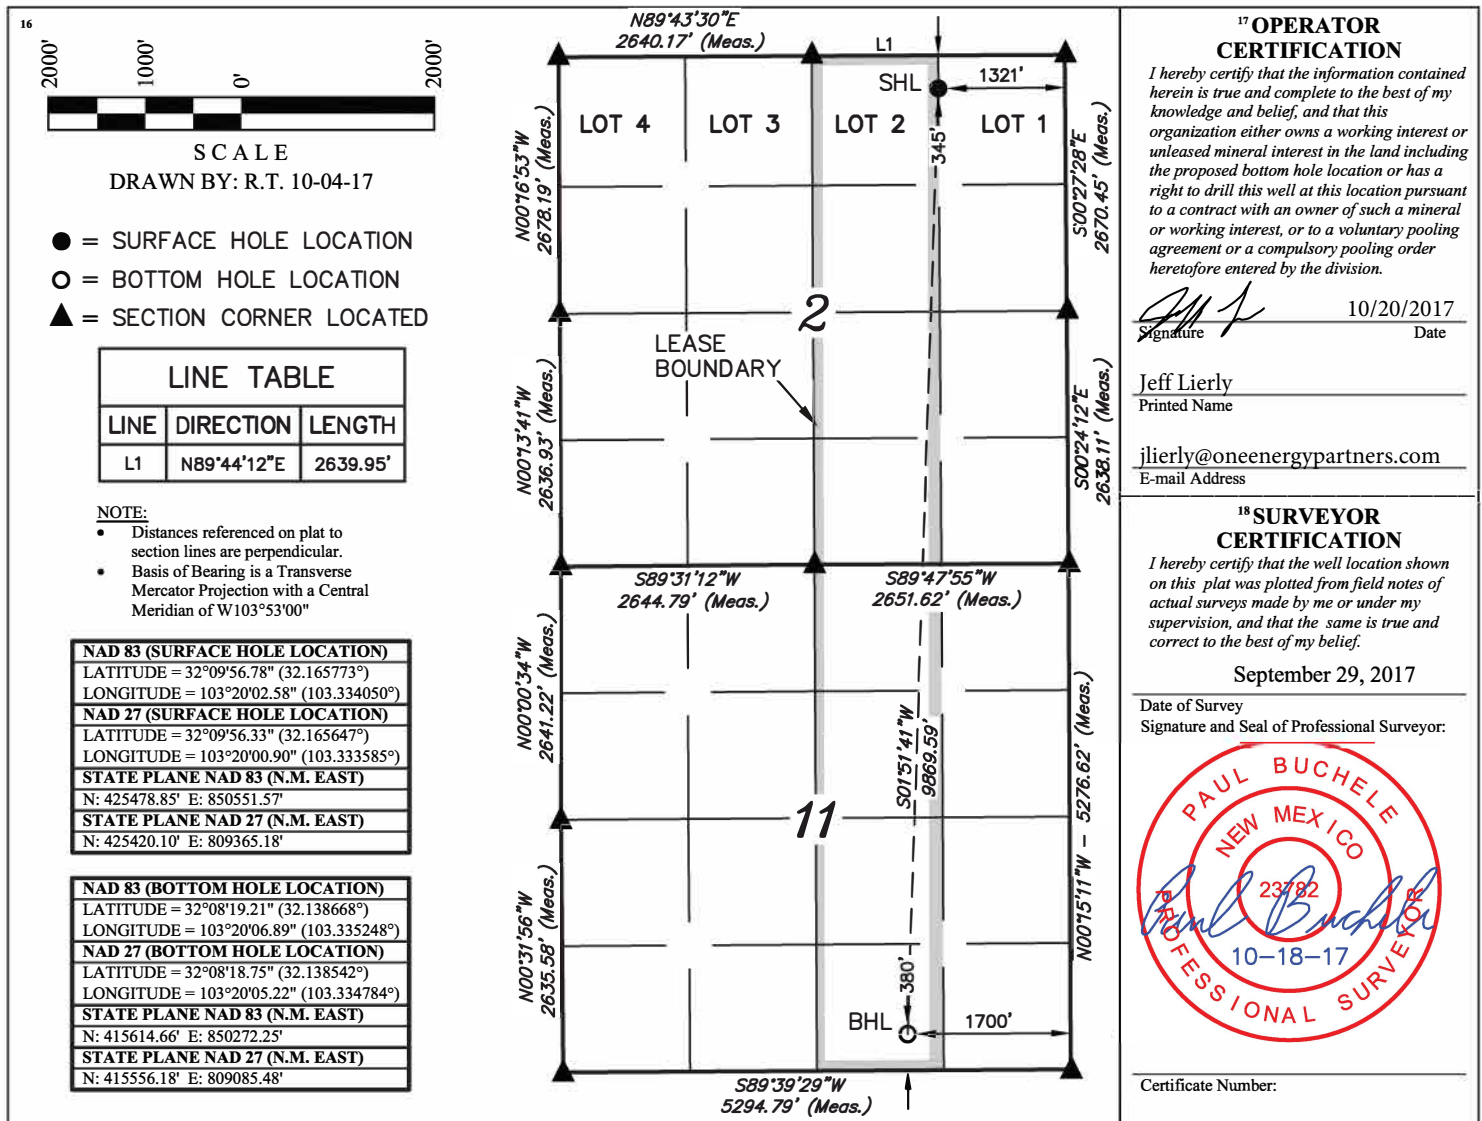 16
2000'
1000'
0'
2000'
SCALE
DRAWN BY: R.T. 10-04-17
= SURFACE HOLE LOCATION
= BOTTOM HOLE LOCATION
= SECTION CORNER LOCATED
LINE TABLE
LINE DIRECTION LENGTH
L1 N89°44'12"E 2639.95'
NOTE:
• Distances referenced on plat to
section lines are perpendicular.
• Basis of Bearing is a Transverse
Mercator Projection with a Central
Meridian of W103°53'00"
NAD 83 (SURFACE HOLE LOCATION)
LATITUDE = 32°09'56.78" (32.165773°)
LONGITUDE = 103°20'02.58" (103.334050°)
NAD 27 (SURFACE HOLE LOCATION)
LATITUDE = 32°09'56.33" (32.165647°)
LONGITUDE = 103°20'00.90" (103.333585°)
STATE PLANE NAD 83 (N.M. EAST)
N: 425478.85' E: 850551.57'
STATE PLANE NAD 27 (N.M. EAST)
N: 425420.10' E: 809365.18'
NAD 83 (BOTTOM HOLE LOCATION)
LATITUDE = 32°08'19.21" (32.138668°)
LONGITUDE = 103°20'06.89" (103.335248°)
NAD 27 (BOTTOM HOLE LOCATION)
LATITUDE = 32°08'18.75" (32.138542°)
LONGITUDE = 103°20'05.22" (103.334784°)
STATE PLANE NAD 83 (N.M. EAST)
N: 415614.66' E: 850272.25'
STATE PLANE NAD 27 (N.M. EAST)
N: 415556.18' E: 809085.48'
N89°43'30"E
2640.17' (Meas.)
L1
SHL
1321'
345'
LOT 4
LOT 3
LOT 2
LOT 1
N00°16'53"W
2678.19' (Meas.)
S00°27'28"E
2670.45' (Meas.)
2
LEASE
BOUNDARY
N00°13'41"W
2636.93' (Meas.)
S00°24'12"E
2638.11' (Meas.)
S89°31'12"W
2644.79' (Meas.)
S89°47'55"W
2651.62' (Meas.)
N00°00'34"W
2641.22' (Meas.)
S01°51'41"W
9869.59'
N00°15'11"W - 5276.62' (Meas.)
11
N00°31'56"W
2635.58' (Meas.)
380'
BHL
1700'
S89°39'29"W
5294.79' (Meas.)
17 OPERATOR
CERTIFICATION
I hereby certify that the information contained
herein is true and complete to the best of my
knowledge and belief, and that this
organization either owns a working interest or
unleased mineral interest in the land including
the proposed bottom hole location or has a
right to drill this well at this location pursuant
to a contract with an owner of such a mineral
or working interest, or to a voluntary pooling
agreement or a compulsory pooling order
heretofore entered by the division.
10/20/2017
Signature Date
Jeff Lierly
Printed Name
jlierly@oneenergypartners.com
E-mail Address
18 SURVEYOR
CERTIFICATION
I hereby certify that the well location shown
on this plat was plotted from field notes of
actual surveys made by me or under my
supervision, and that the same is true and
correct to the best of my belief.
September 29, 2017
Date of Survey
Signature and Seal of Professional Surveyor:
PAUL BUCHELE
NEW MEXICO
23782
Paul Buchele
10-18-17
PROFESSIONAL SURVEYOR
Certificate Number: